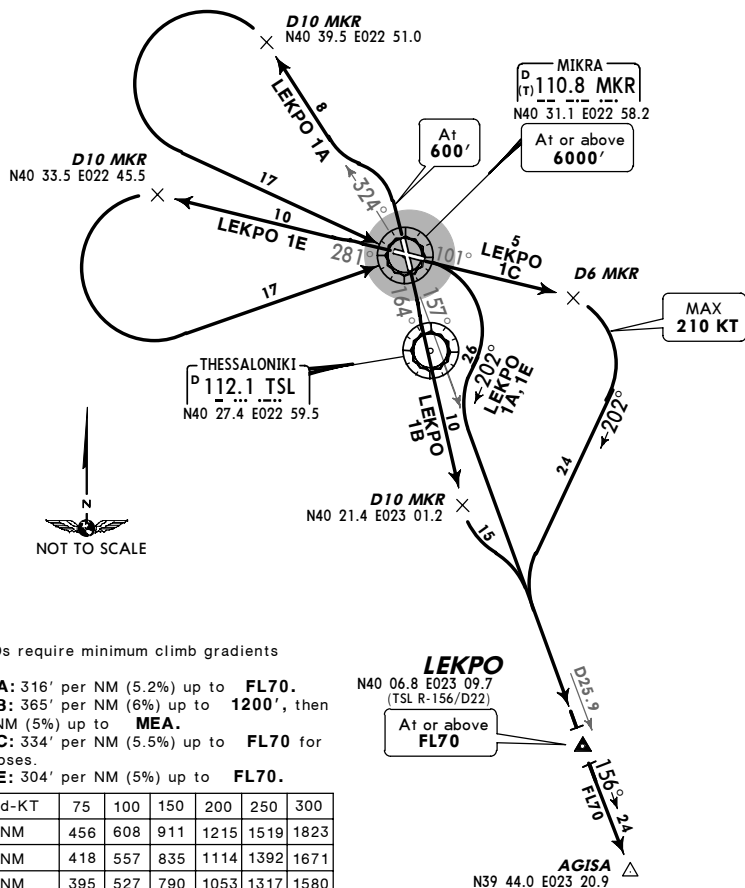 D10 MKR
N40 39.5 E022 51.0
MIKRA
D
(T) 110.8 MKR
N40 31.1 E022 58.2
At or above
6000'
At
600'
8
LEKPO 1A
324°
D10 MKR
N40 33.5 E022 45.5
17
10
LEKPO 1E
281°
101°
5
LEKPO
1C
D6 MKR
MAX
210 KT
17
164°
157°
THESSALONIKI
D 112.1 TSL
N40 27.4 E022 59.5
26
202°
LEKPO
1A, 1E
LEKPO
1B
10
202°
24
D10 MKR
N40 21.4 E023 01.2
15
N
NOT TO SCALE
s require minimum climb gradients
A: 316' per NM (5.2%) up to FL70.
B: 365' per NM (6%) up to 1200', then
NM (5%) up to MEA.
C: 334' per NM (5.5%) up to FL70 for
oses.
E: 304' per NM (5%) up to FL70.
d-KT 75 100 150 200 250 300
NM 456 608 911 1215 1519 1823
NM 418 557 835 1114 1392 1671
NM 395 527 790 1053 1317 1580
LEKPO
N40 06.8 E023 09.7
(TSL R-156/D22)
At or above
FL70
D25.9
156°
24
FL70
AGISA
N39 44.0 E023 20.9